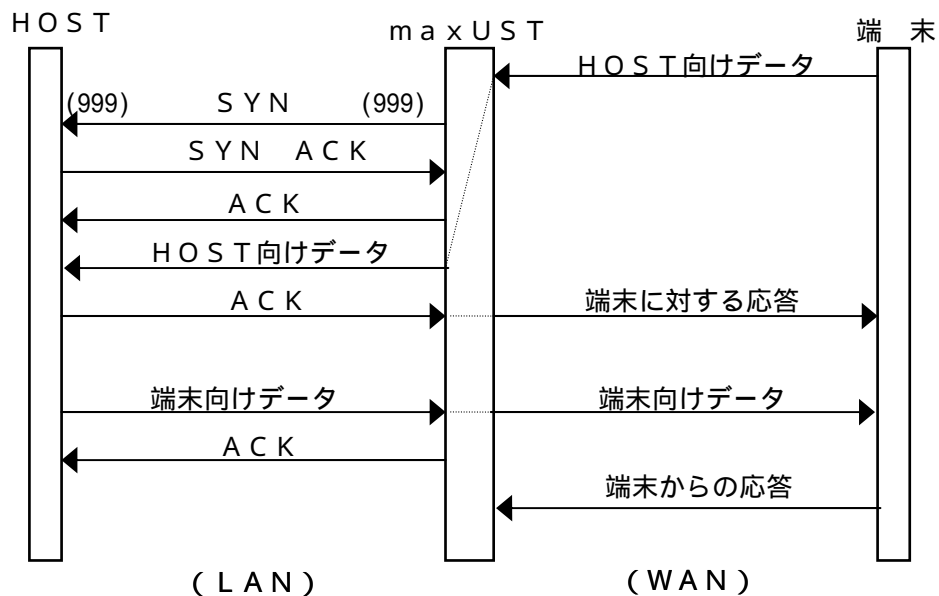 ＨＯＳＴ
ｍａｘＵＳＴ
端　末
ＨＯＳＴ向けデータ
(999)　ＳＹＮ　(999)
ＳＹＮ　ＡＣＫ
ＡＣＫ
ＨＯＳＴ向けデータ
ＡＣＫ
端末に対する応答
端末向けデータ
端末向けデータ
ＡＣＫ
端末からの応答
（ＬＡＮ）
（ＷＡＮ）